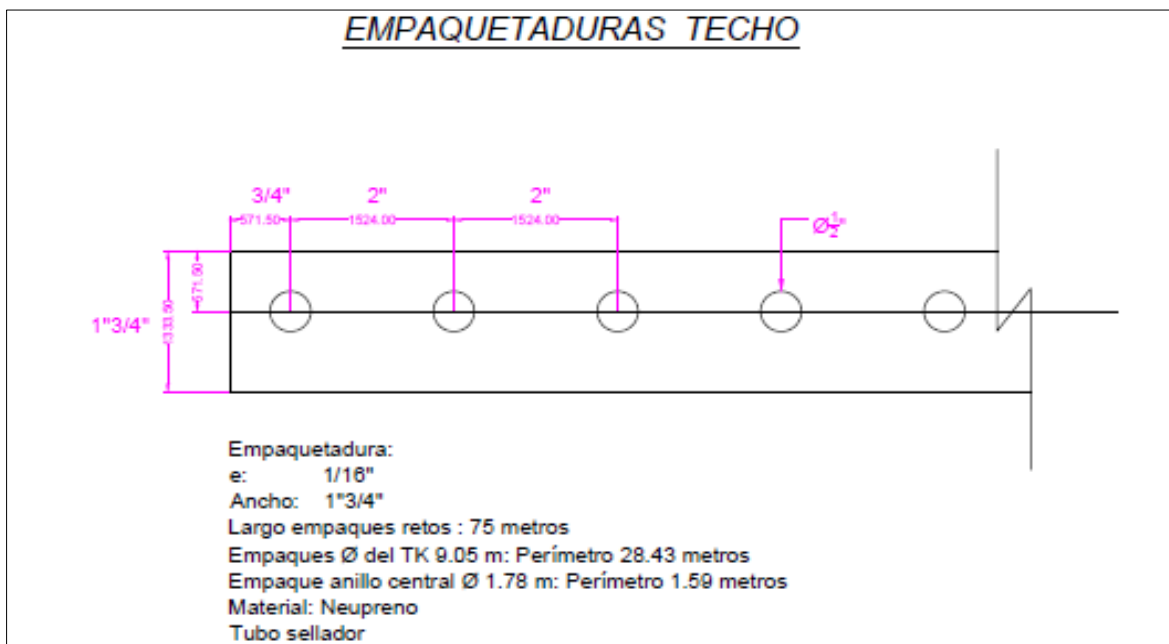 EMPAQUETADURAS TECHO
3/4" 2" 2"
571.50 1524.00 1524.00
Ø1/2"
571.50
1"3/4"
1333.50
Empaquetadura:
e: 1/16"
Ancho: 1"3/4"
Largo empaques retos : 75 metros
Empaques Ø del TK 9.05 m: Perímetro 28.43 metros
Empaque anillo central Ø 1.78 m: Perímetro 1.59 metros
Material: Neupreno
Tubo sellador